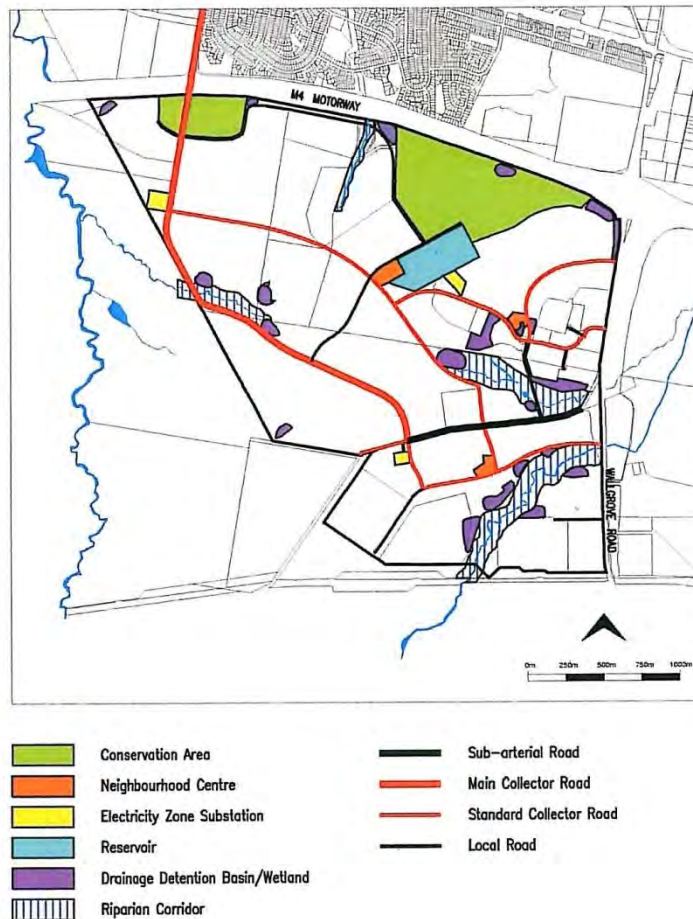 M4 MOTORWAY
WALLGROVE ROAD
0m 250m 500m 750m 1000m
Conservation Area
Neighbourhood Centre
Electricity Zone Substation
Reservoir
Drainage Detention Basin/Wetland
Riparian Corridor
Sub-arterial Road
Main Collector Road
Standard Collector Road
Local Road